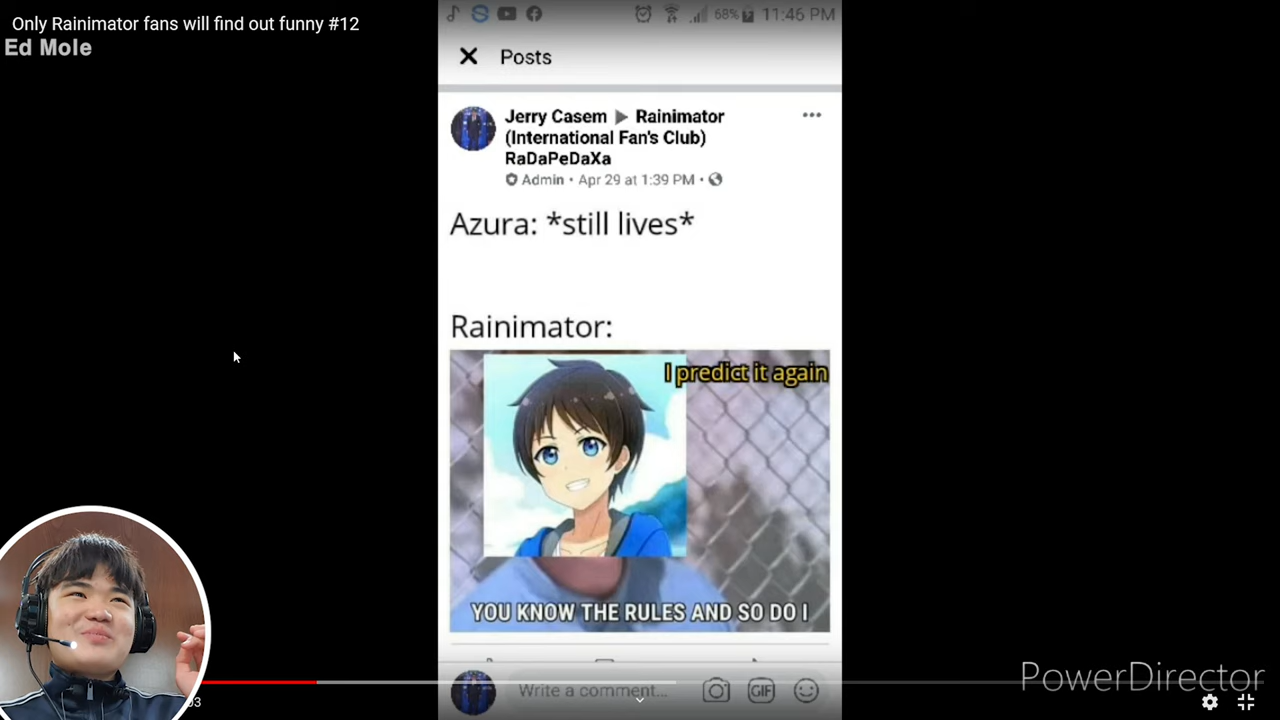 Only Rainimator fans will find out funny #12
Ed Mole
68% 11:46 PM
Posts
Jerry Casem ▶ Rainimator
(International Fan's Club)
RaDaPeDaXa
Admin • Apr 29 at 1:39 PM •
Azura: *still lives*
Rainimator:
I predict it again
YOU KNOW THE RULES AND SO DO I
Write a comment...
GIF
PowerDirector
03